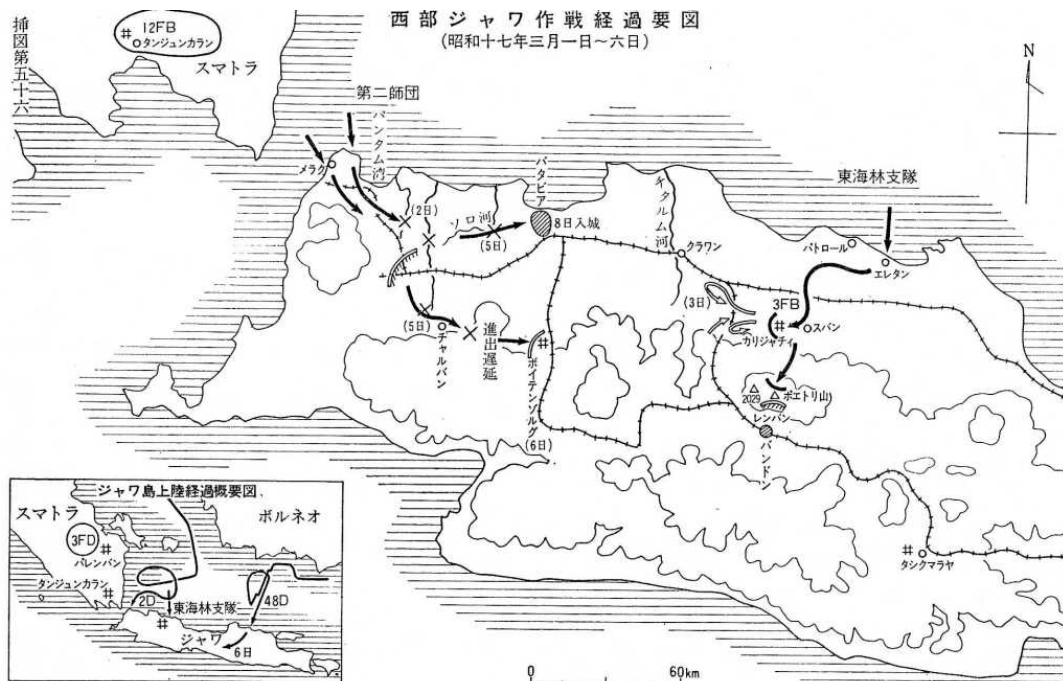 西部ジャワ作戦経過要図
(昭和十七年三月一日～六日)
挿図第五十六
12FB
タンジュンカラン
スマトラ
第二師団
バンタム湾
メラク
(2日)
ソロ河
(5日)
バタビア
8日入城
チタルム河
クラワン
東海林支隊
パトロール
エレタン
N
(3日)
3FB
スバン
カリジャティ
(5日)
チャルバン
進出遅延
ボイテンゾルグ
(6日)
2029
ポエトリ山
レンバン
バンドン
タシクマラヤ
0
60km
ジャワ島上陸経過概要図
スマトラ
ボルネオ
3FD
パレンバン
タンジュンカラン
2D
東海林支隊
48D
ジャワ
6日